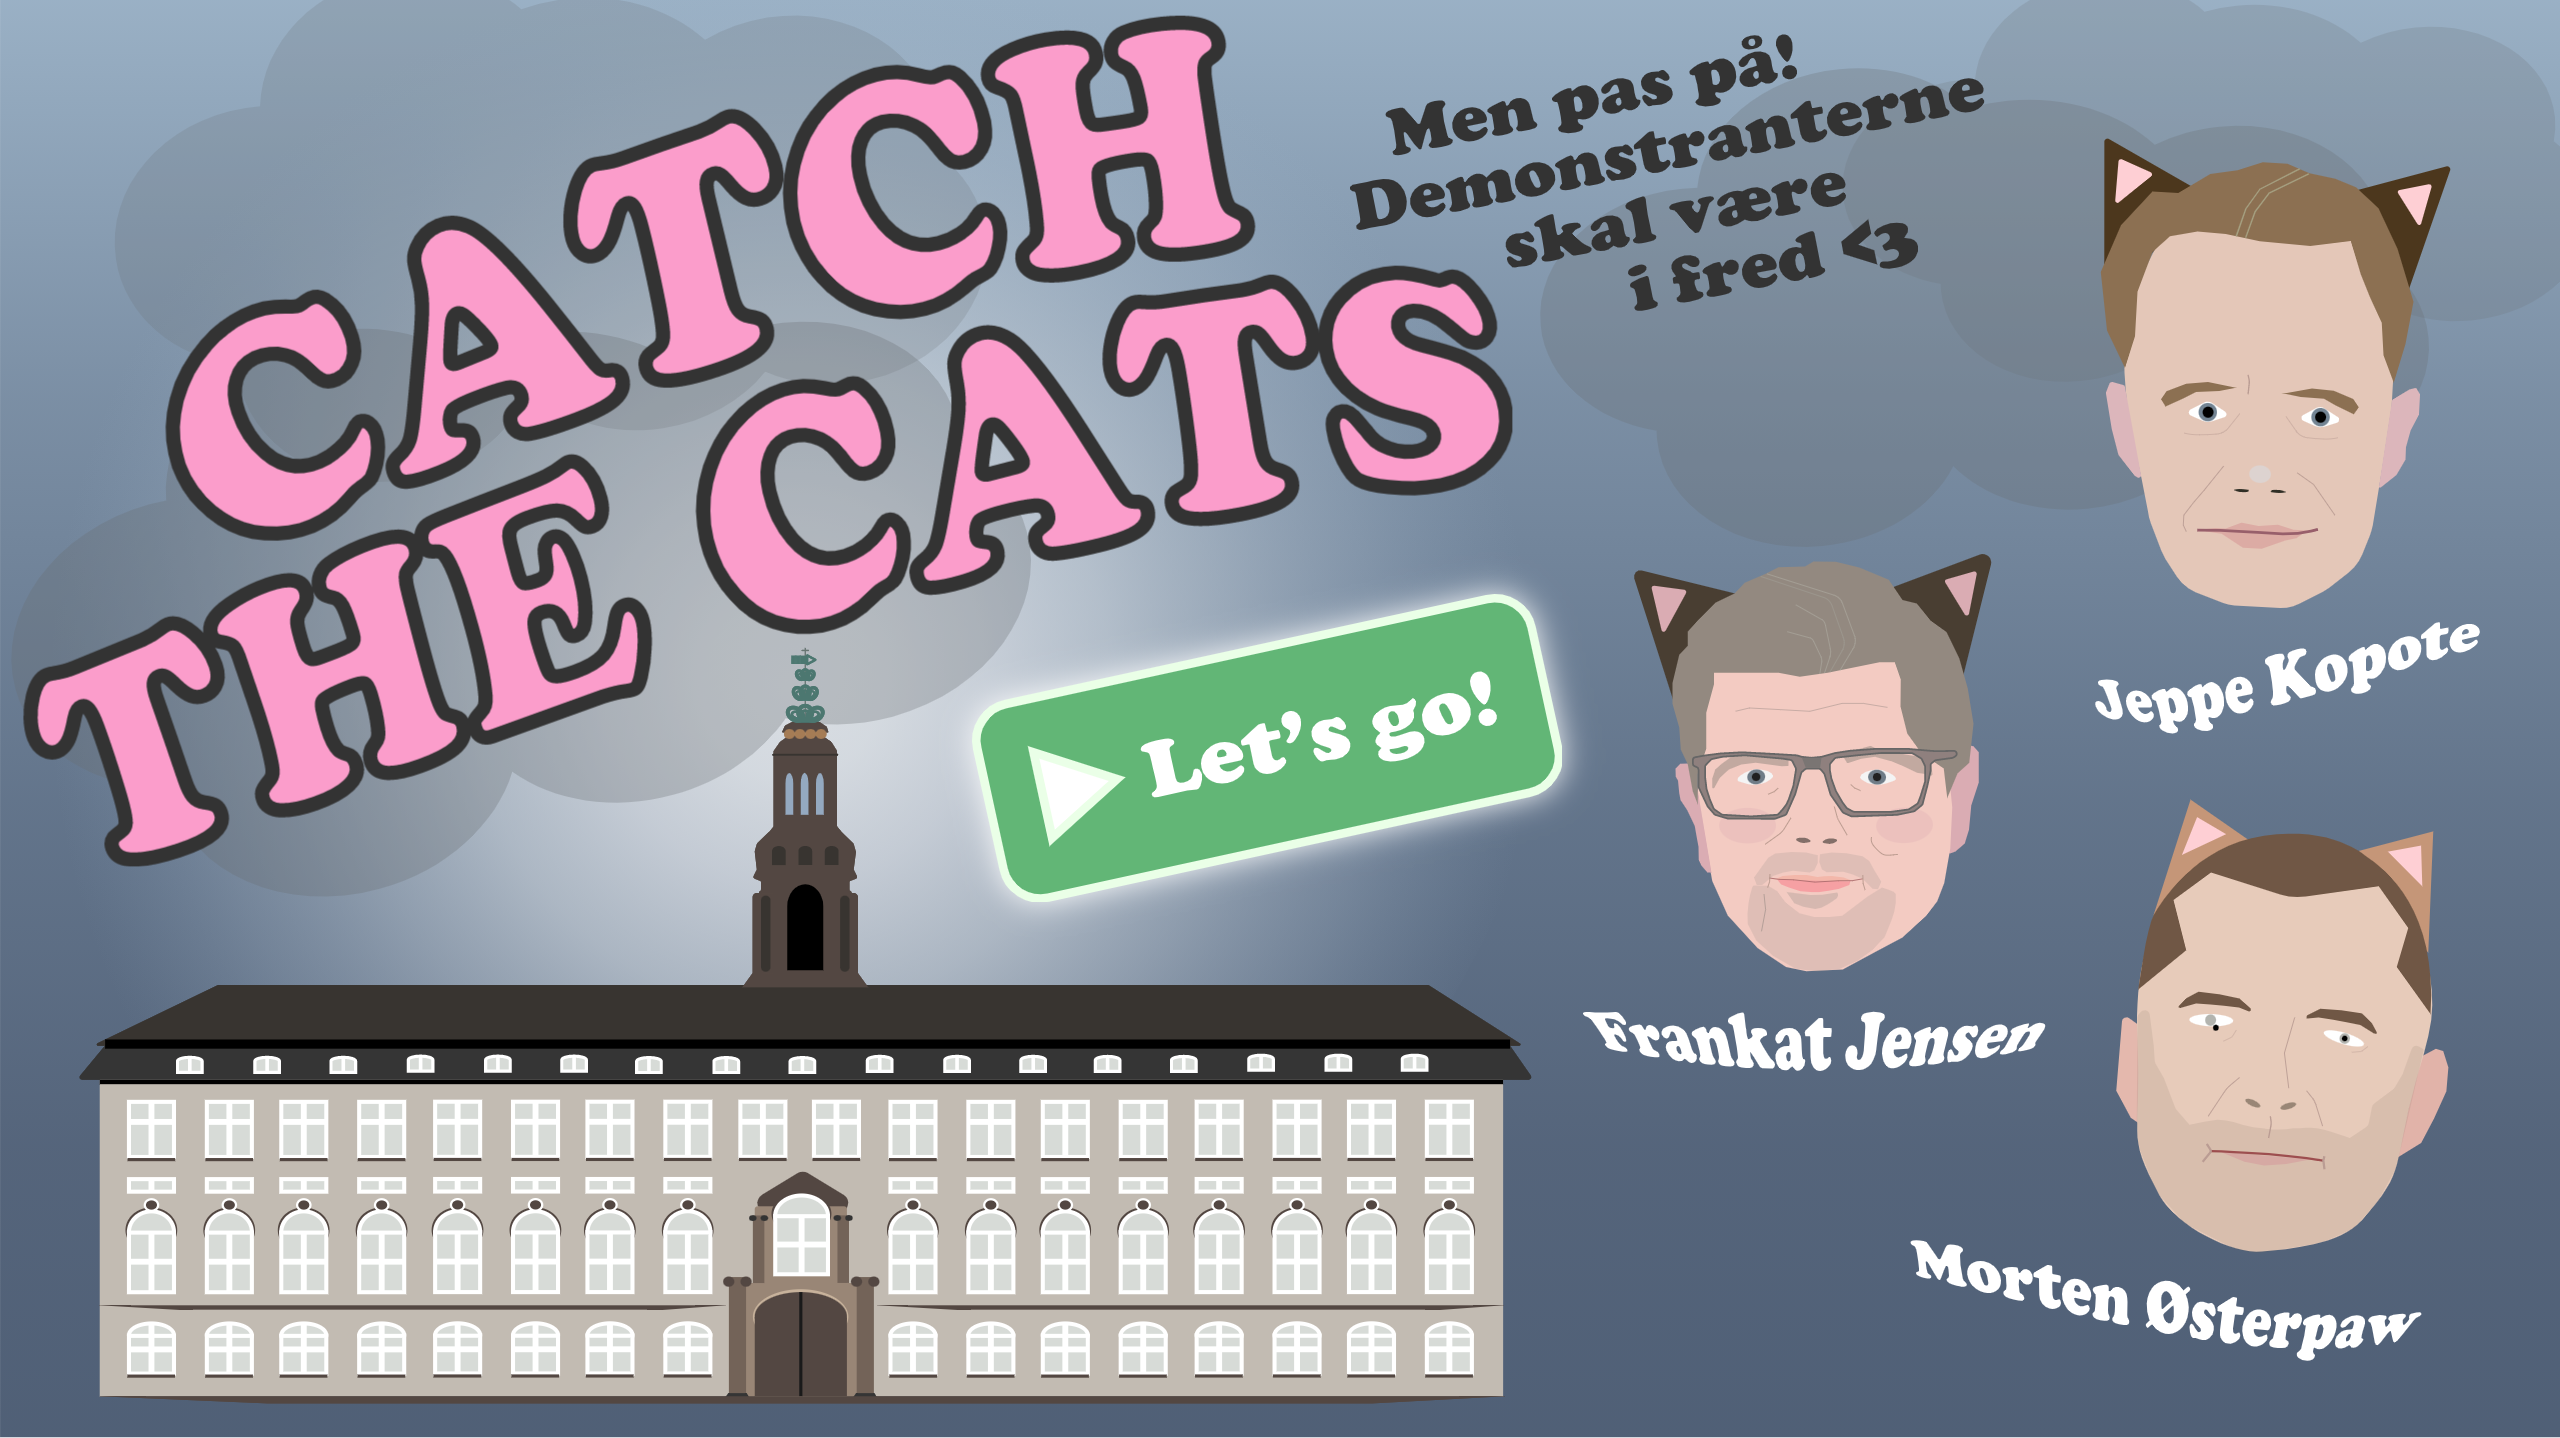 CATCH
THE CATS
Men pas på!
Demonstranterne
skal være
i fred <3
Let's go!
Jeppe Kopote
Frankat Jensen
Morten Østerpaw